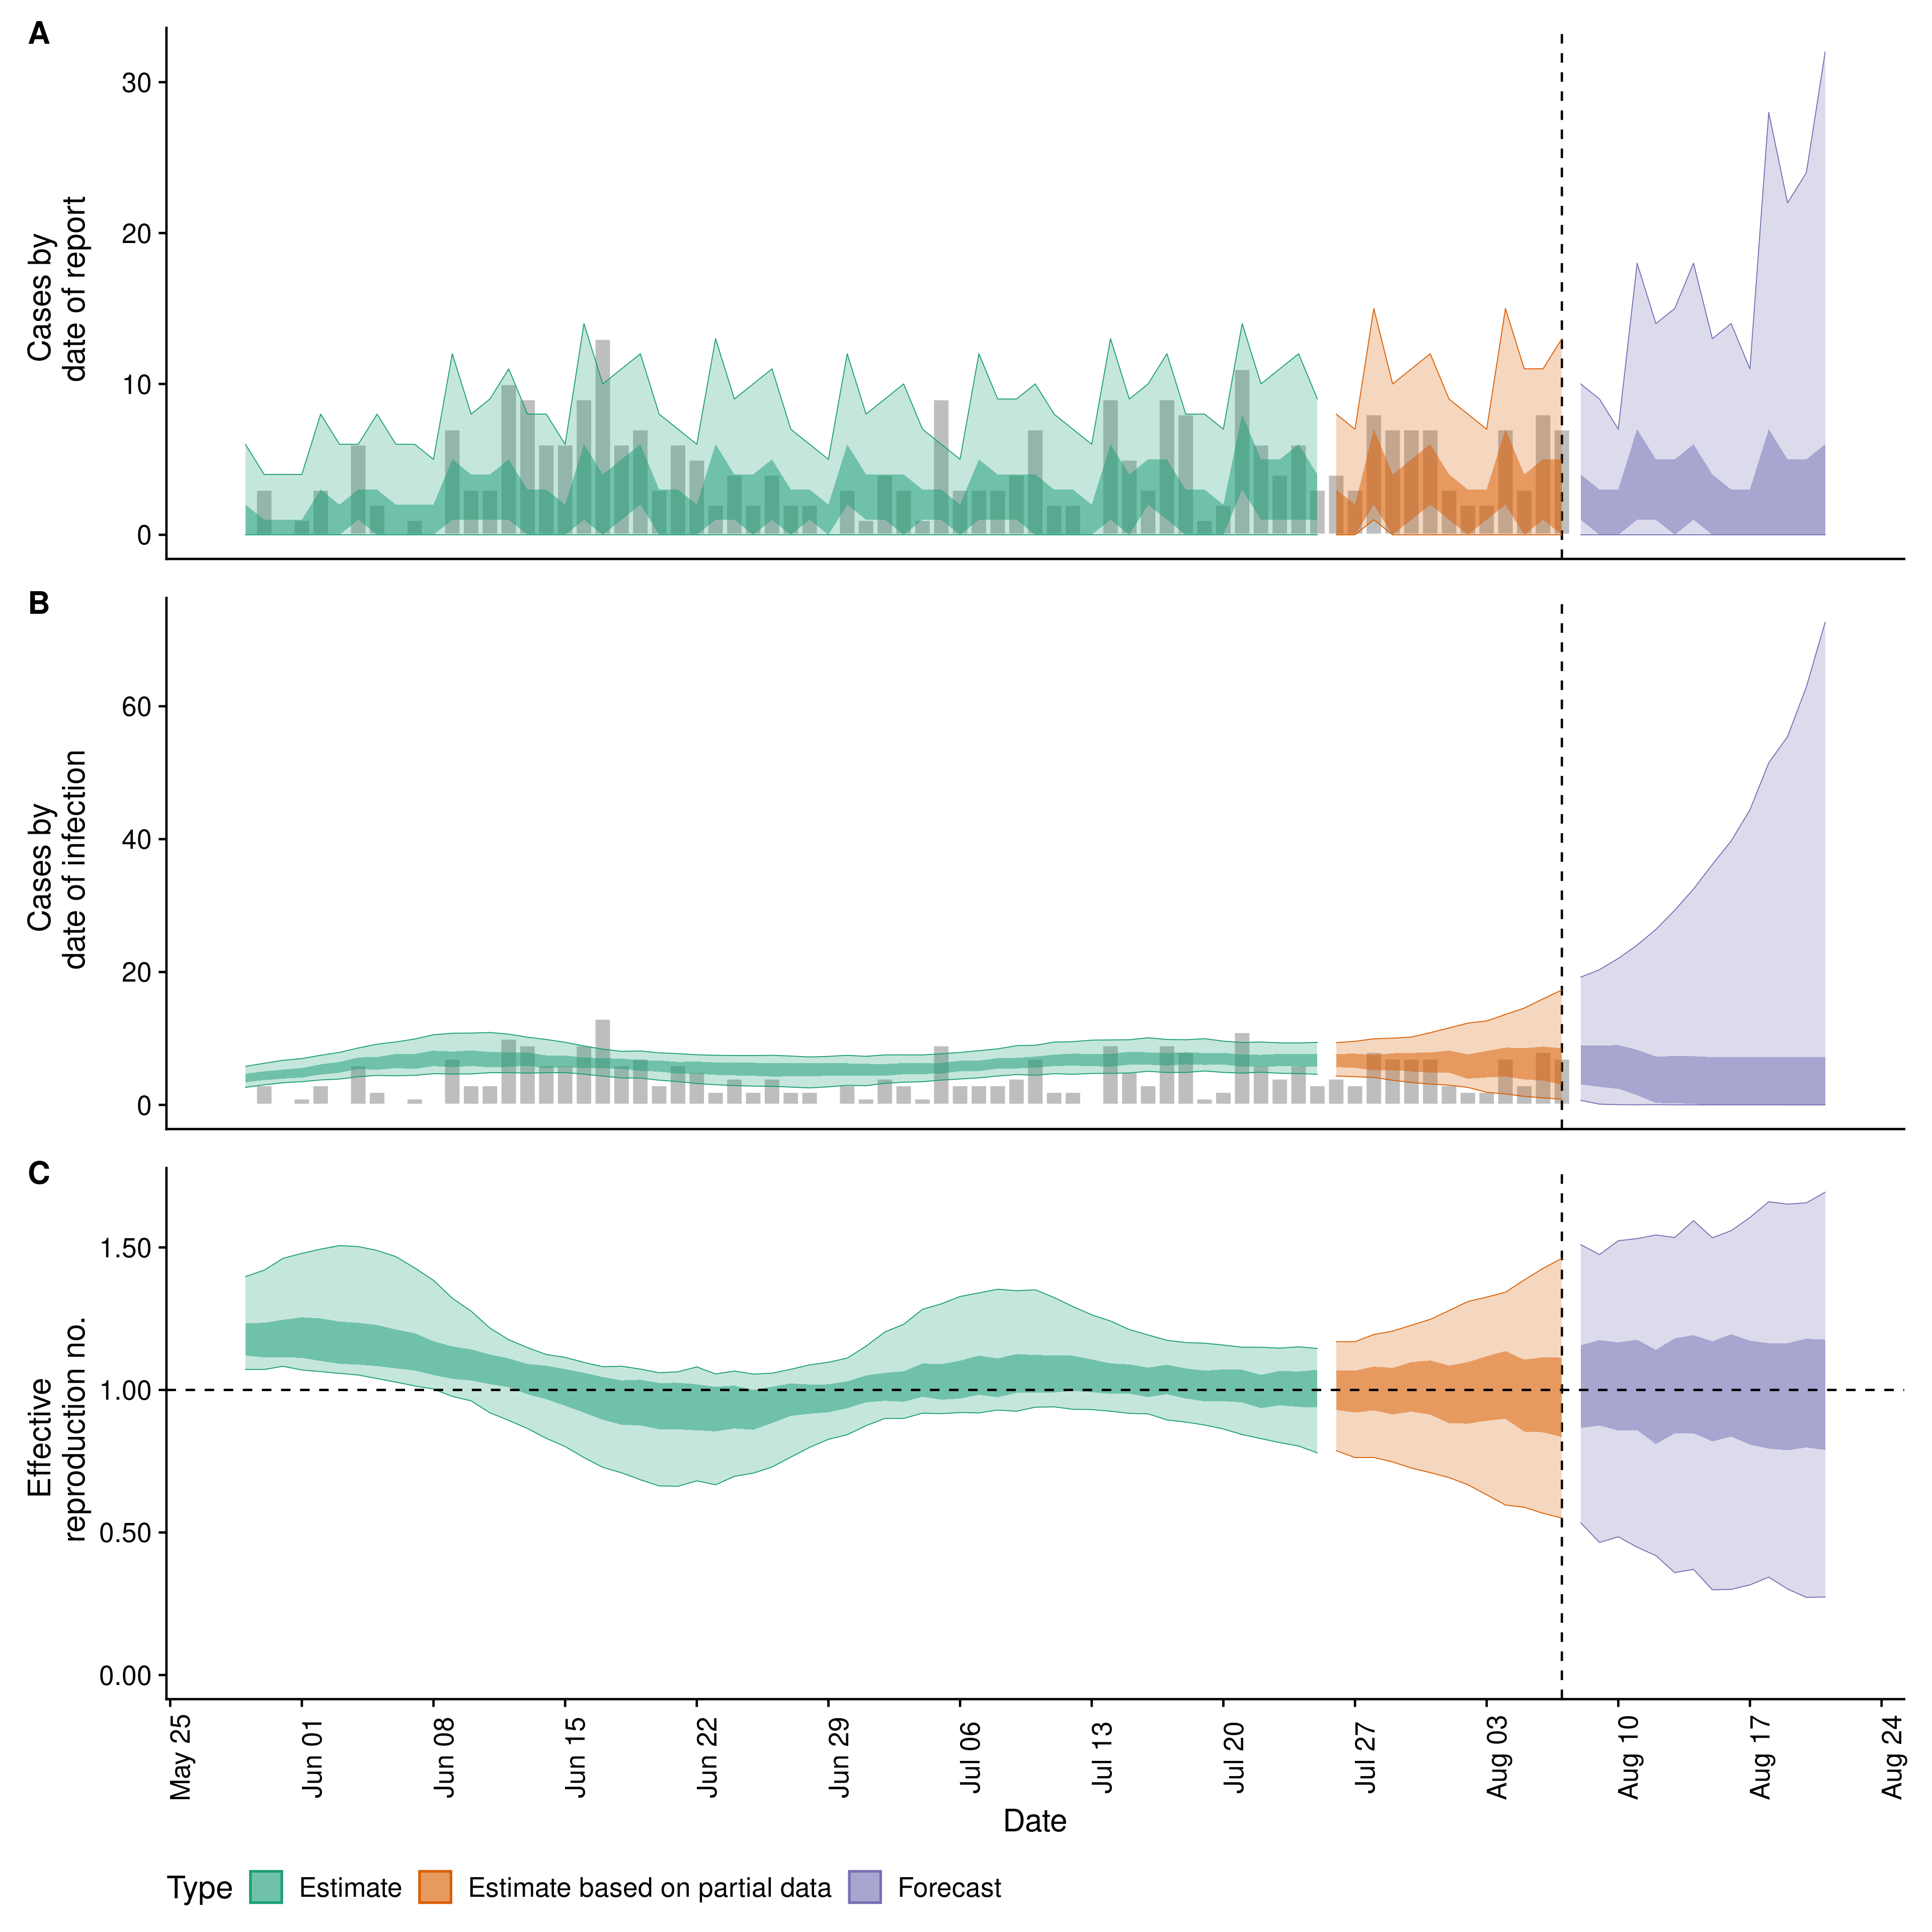 A
30
20
10
0
Cases by
date of report
B
60
40
20
0
Cases by
date of infection
C
1.50
1.00
0.50
0.00
Effective
reproduction no.
May 25
Jun 01
Jun 08
Jun 15
Jun 22
Jun 29
Jul 06
Jul 13
Jul 20
Jul 27
Aug 03
Aug 10
Aug 17
Aug 24
Date
Type Estimate Estimate based on partial data Forecast